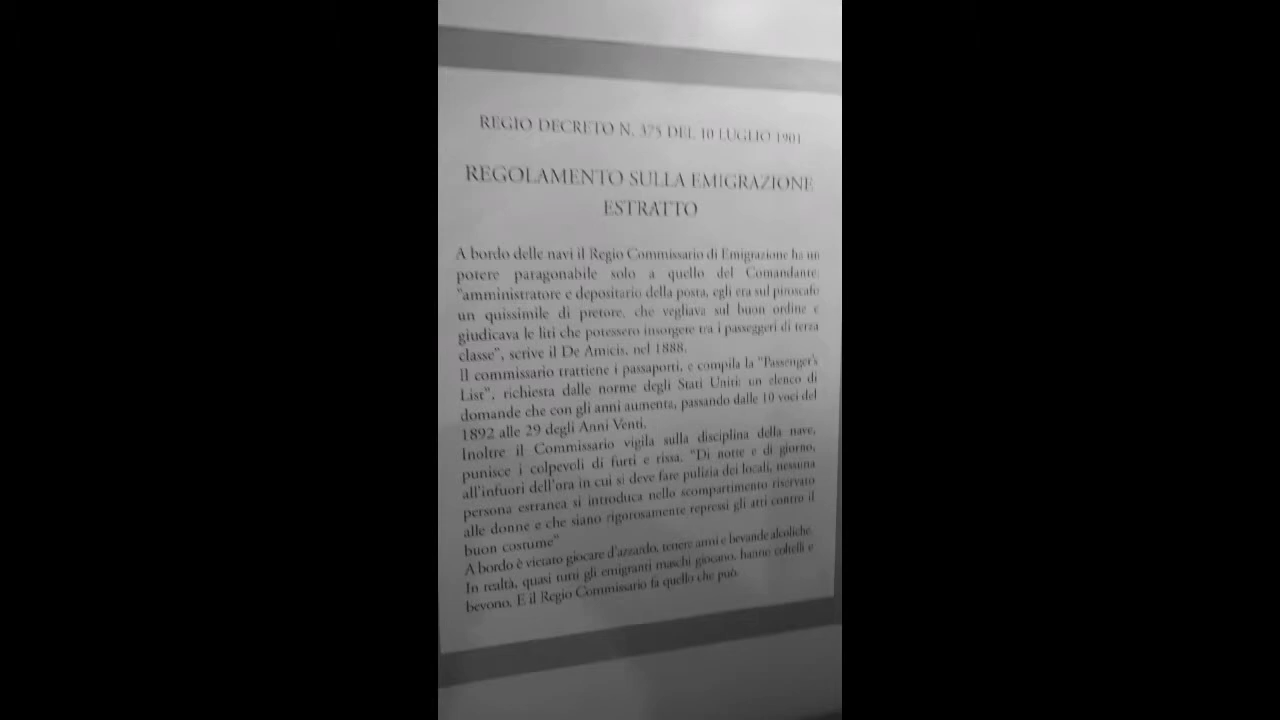 REGIO DECRETO N. 375 DEL 10 LUGLIO 1901
REGOLAMENTO SULLA EMIGRAZIONE
ESTRATTO
A bordo delle navi il Regio Commissario di Emigrazione ha un
potere paragonabile solo a quello del Comandante:
"amministratore e depositario della posta, egli era sul piroscafo
un quissimile di pretore, che vegliava sul buon ordine e
giudicava le liti che potessero insorgere tra i passeggeri di terza
classe", scrive il De Amicis, nel 1888.
Il commissario trattiene i passaporti, e compila la "Passenger's
List", richiesta dalle norme degli Stati Uniti: un elenco di
domande che con gli anni aumenta, passando dalle 10 voci del
1892 alle 29 degli Anni Venti.
Inoltre il Commissario vigila sulla disciplina della nave,
punisce i colpevoli di furti e rissa. "Di notte e di giorno,
all'infuori dell'ora in cui si deve fare pulizia dei locali, nessuna
persona estranea si introduca nello scompartimento riservato
alle donne e che siano rigorosamente repressi gli atti contro il
buon costume"
A bordo è vietato giocare d'azzardo, tenere armi e bevande alcoliche.
In realtà, quasi tutti gli emigranti maschi giocano, hanno coltelli e
bevono. E il Regio Commissario fa quello che può.